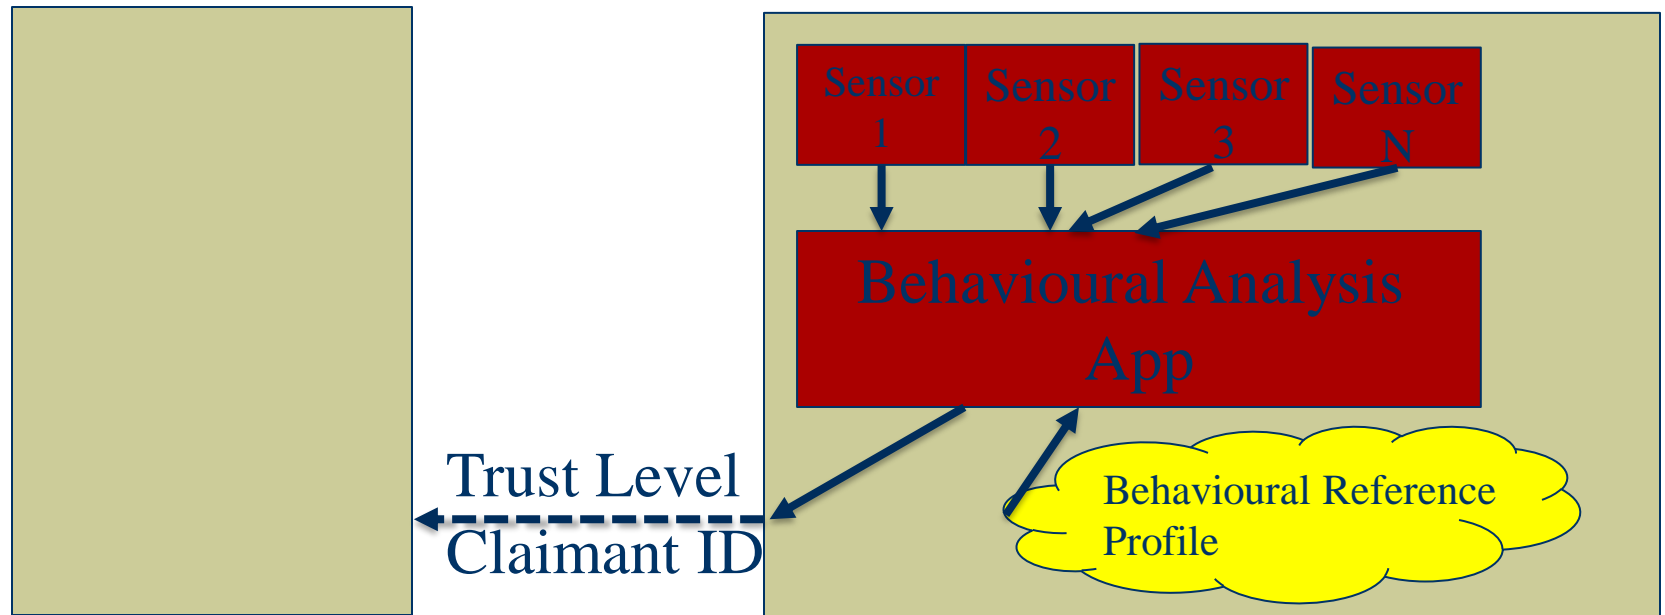 Sensor
1
Sensor
2
Sensor
3
Sensor
N
Behavioural Analysis
App
Trust Level
Claimant ID
Behavioural Reference
Profile